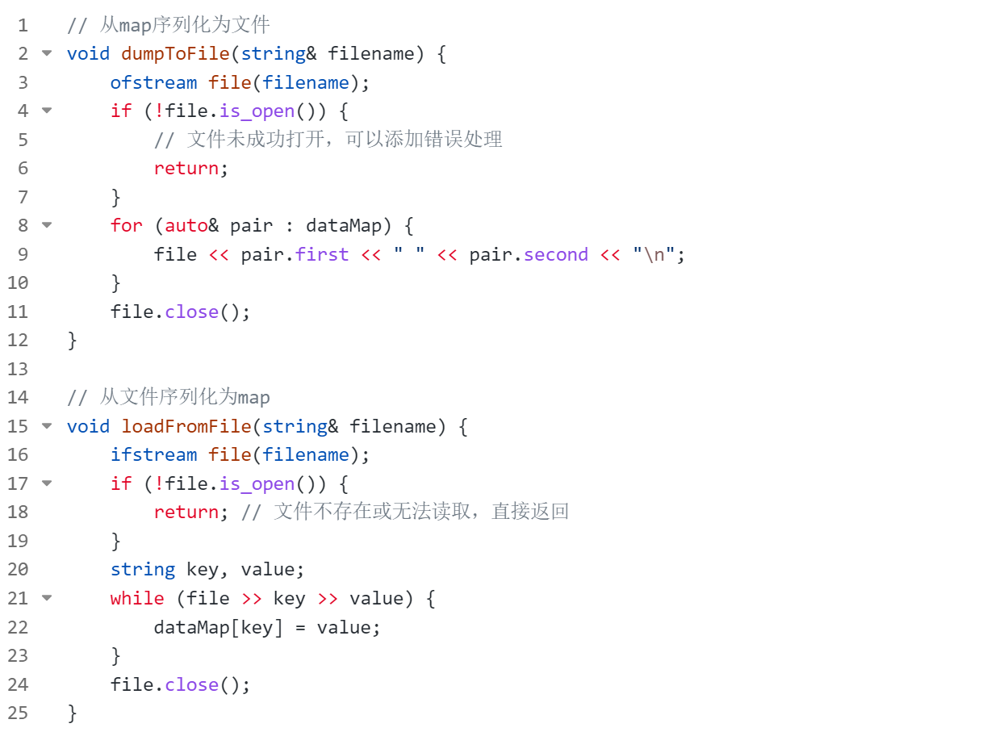 1 // 从map序列化为文件
2 void dumpToFile(string& filename) {
3 ofstream file(filename);
4 if (!file.is_open()) {
5 // 文件未成功打开，可以添加错误处理
6 return;
7 }
8 for (auto& pair : dataMap) {
9 file << pair.first << " " << pair.second << "\n";
10 }
11 file.close();
12 }
13
14 // 从文件序列化为map
15 void loadFromFile(string& filename) {
16 ifstream file(filename);
17 if (!file.is_open()) {
18 return; // 文件不存在或无法读取，直接返回
19 }
20 string key, value;
21 while (file >> key >> value) {
22 dataMap[key] = value;
23 }
24 file.close();
25 }